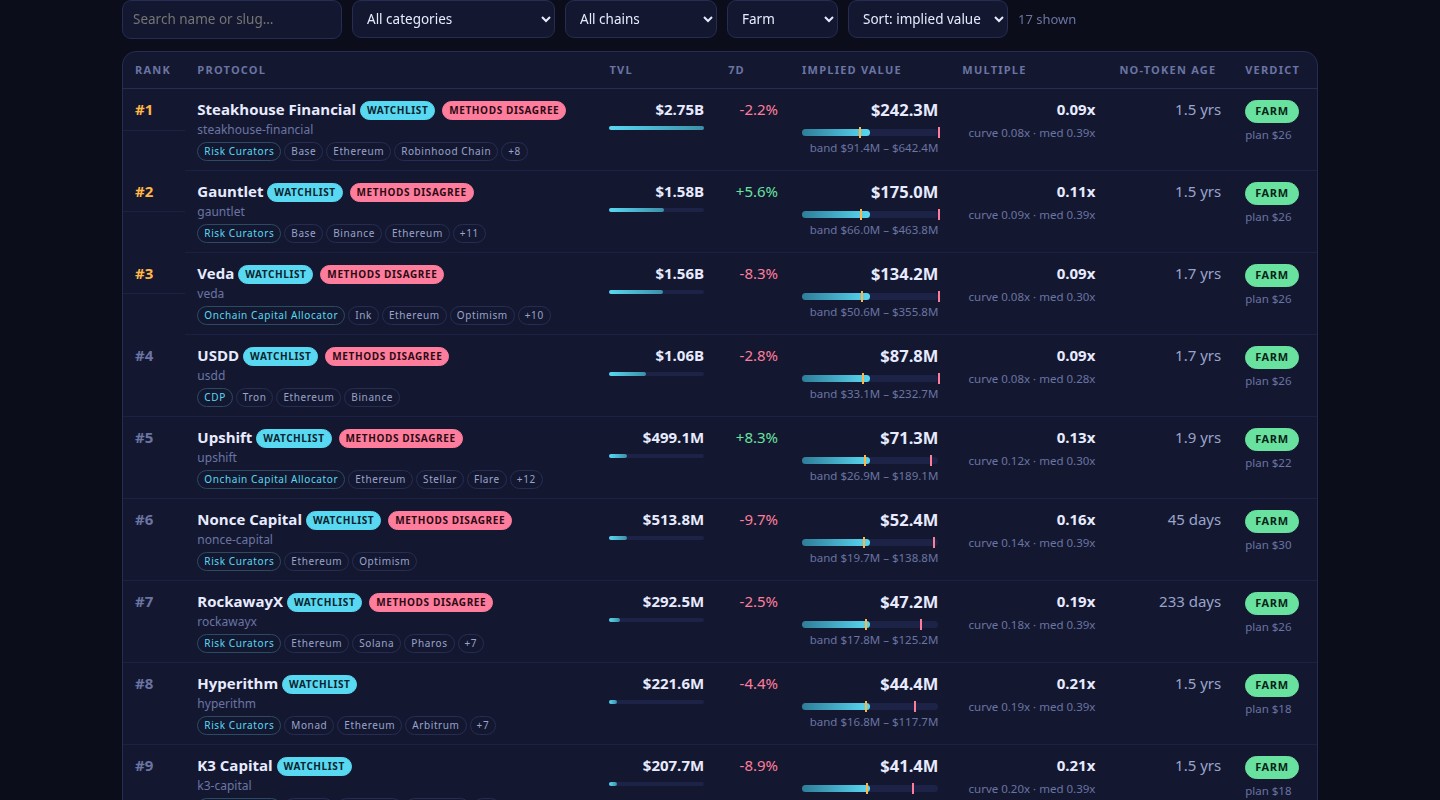 Search name or slug... All categories All chains Farm Sort: implied value 17 shown
RANK PROTOCOL TVL 7D IMPLIED VALUE MULTIPLE NO-TOKEN AGE VERDICT
#1 Steakhouse Financial WATCHLIST METHODS DISAGREE $2.75B -2.2% $242.3M 0.09x 1.5 yrs FARM
steakhouse-financial curve 0.08x · med 0.39x plan $26
Risk Curators Base Ethereum Robinhood Chain +8 band $91.4M – $642.4M
#2 Gauntlet WATCHLIST METHODS DISAGREE $1.58B +5.6% $175.0M 0.11x 1.5 yrs FARM
gauntlet curve 0.09x · med 0.39x plan $26
Risk Curators Base Binance Ethereum +11 band $66.0M – $463.8M
#3 Veda WATCHLIST METHODS DISAGREE $1.56B -8.3% $134.2M 0.09x 1.7 yrs FARM
veda curve 0.08x · med 0.30x plan $26
Onchain Capital Allocator Ink Ethereum Optimism +10 band $50.6M – $355.8M
#4 USDD WATCHLIST METHODS DISAGREE $1.06B -2.8% $87.8M 0.09x 1.7 yrs FARM
usdd curve 0.08x · med 0.28x plan $26
CDP Tron Ethereum Binance band $33.1M – $232.7M
#5 Upshift WATCHLIST METHODS DISAGREE $499.1M +8.3% $71.3M 0.13x 1.9 yrs FARM
upshift curve 0.12x · med 0.30x plan $22
Onchain Capital Allocator Ethereum Stellar Flare +12 band $26.9M – $189.1M
#6 Nonce Capital WATCHLIST METHODS DISAGREE $513.8M -9.7% $52.4M 0.16x 45 days FARM
nonce-capital curve 0.14x · med 0.39x plan $30
Risk Curators Ethereum Optimism band $19.7M – $138.8M
#7 RockawayX WATCHLIST METHODS DISAGREE $292.5M -2.5% $47.2M 0.19x 233 days FARM
rockawayx curve 0.18x · med 0.39x plan $26
Risk Curators Ethereum Solana Pharos +7 band $17.8M – $125.2M
#8 Hyperithm WATCHLIST $221.6M -4.4% $44.4M 0.21x 1.5 yrs FARM
hyperithm curve 0.19x · med 0.39x plan $18
Risk Curators Monad Ethereum Arbitrum +7 band $16.8M – $117.7M
#9 K3 Capital WATCHLIST $207.7M -8.9% $41.4M 0.21x 1.5 yrs FARM
k3-capital curve 0.20x · med 0.39x plan $18